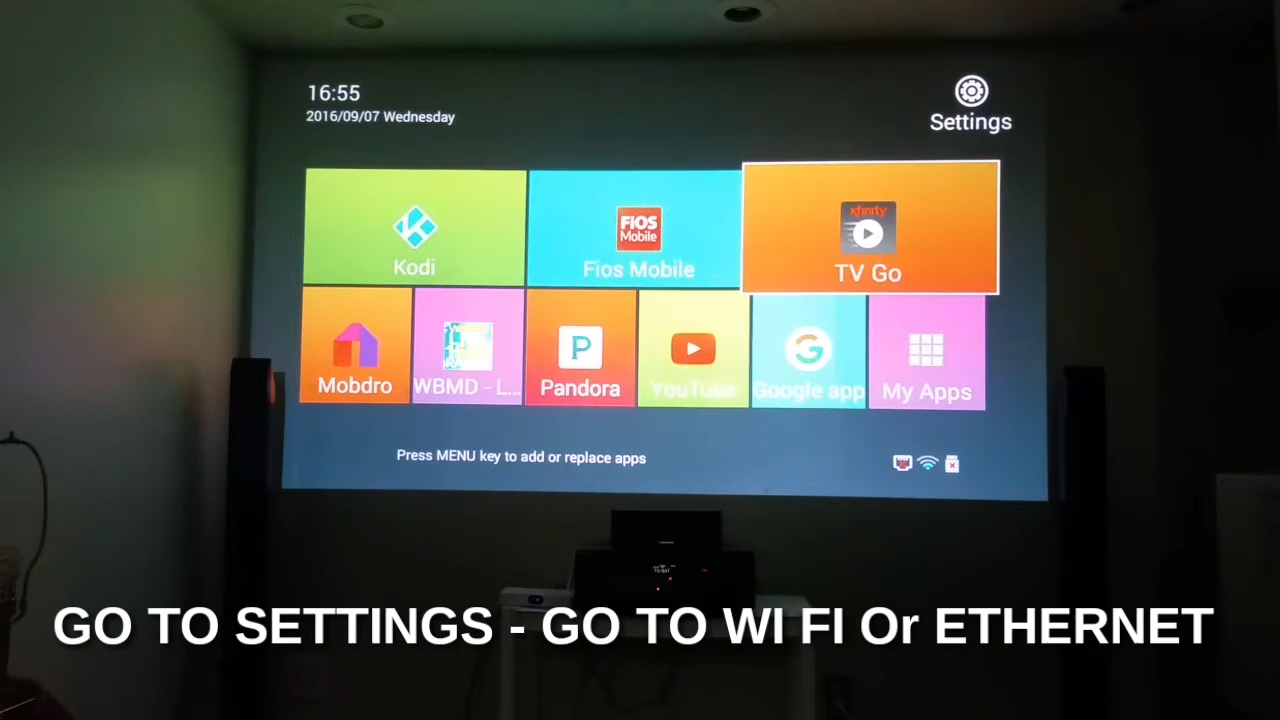 16:55
2016/09/07 Wednesday
Settings
Kodi
FiOS
Mobile
Fios Mobile
xfinity
TV Go
Mobdro
WBMD - L...
P
Pandora
YouTube
G
Google app
My Apps
Press MENU key to add or replace apps
GO TO SETTINGS - GO TO WI FI Or ETHERNET